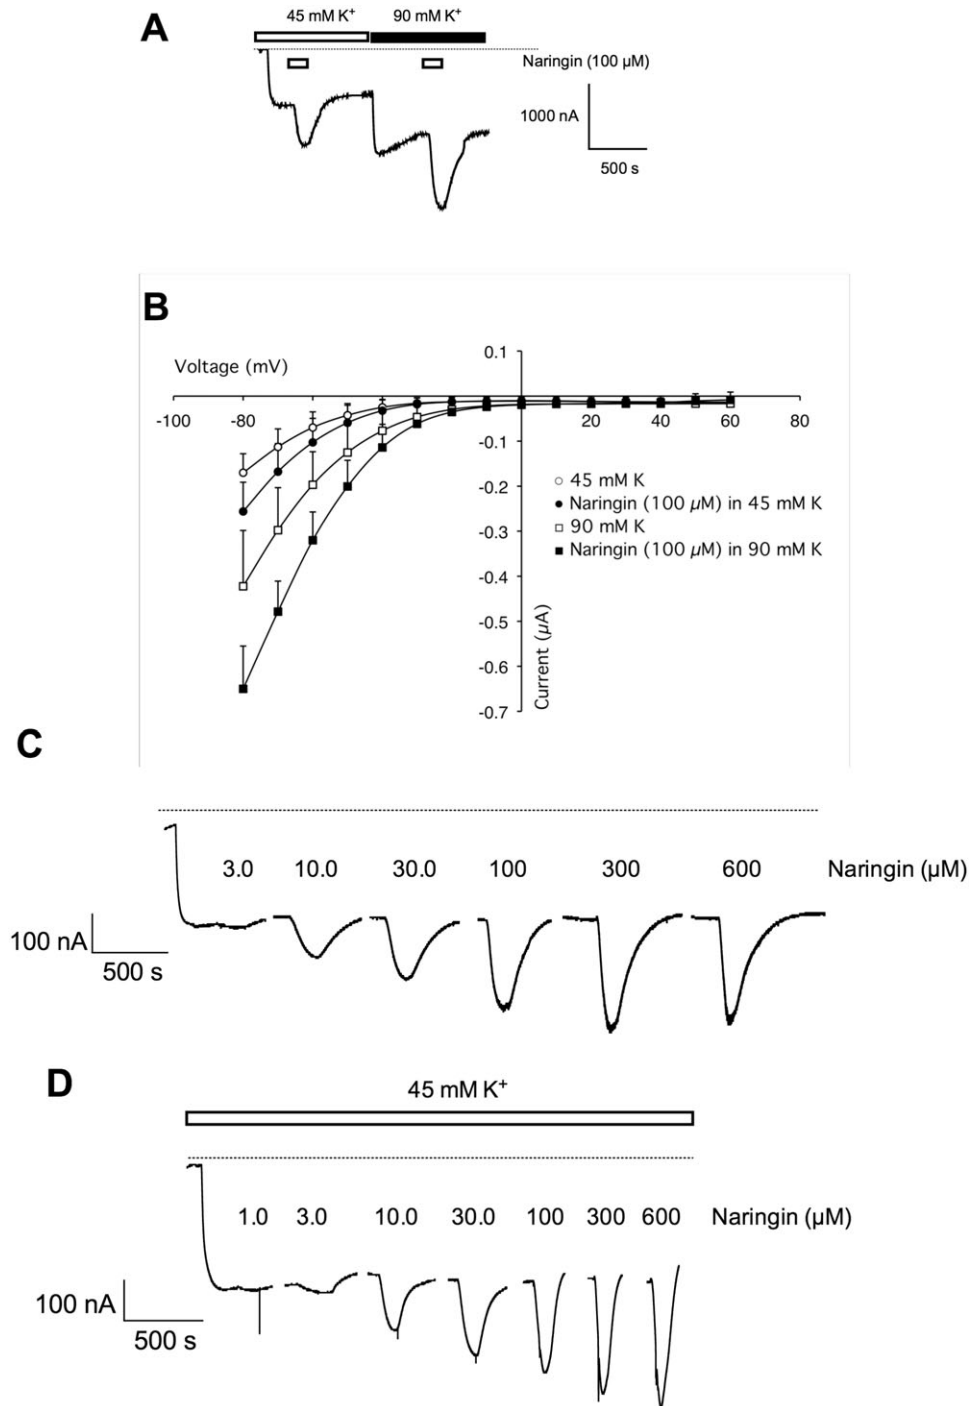 A
45 mM K⁺ 90 mM K⁺
Naringin (100 µM)
1000 nA
500 s
B
Voltage (mV)
0.1
-100 -80 20 40 60 80
-0.1
-0.2
-0.3
-0.4
-0.5
-0.6
-0.7
Current (µA)
45 mM K
Naringin (100 µM) in 45 mM K
90 mM K
Naringin (100 µM) in 90 mM K
C
3.0 10.0 30.0 100 300 600 Naringin (µM)
100 nA
500 s
D
45 mM K⁺
1.0 3.0 10.0 30.0 100 300 600 Naringin (µM)
100 nA
500 s